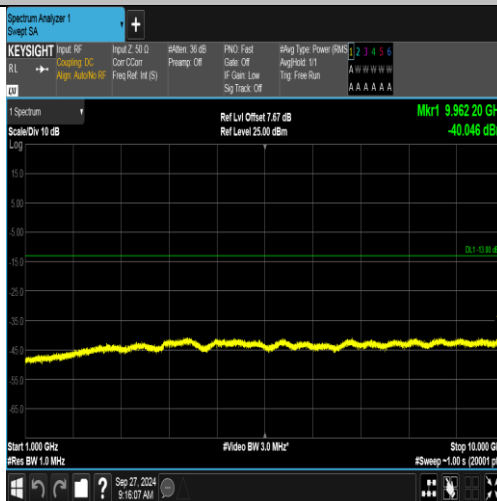 Spectrum Analyzer 1
Swept SA
+
KEYSIGHT Input: RF Input Z: 50 Ω #Atten: 36 dB PNO: Fast #Avg Type: Power (RMS 1 2 3 4 5 6
RL Coupling: DC Corr CCorr Preamp: Off Gate: Off Avg|Hold: 1/1 A W W W W W
Align: Auto/No RF Freq Ref: Int (S) IF Gain: Low Trig: Free Run
Sig Track: Off A A A A A A
1 Spectrum
Ref Lvl Offset 7.67 dB Mkr1 9.962 20 GH
Scale/Div 10 dB Ref Level 25.00 dBm -40.046 dB
Log
15.0
5.00
-5.00
DL1 -13.00 dB
-15.0
-25.0
-35.0
-45.0
-55.0
-65.0
Start 1.000 GHz #Video BW 3.0 MHz* Stop 10.000 G
#Res BW 1.0 MHz #Sweep ~1.00 s (20001 pt
? Sep 27, 2024
9:16:07 AM